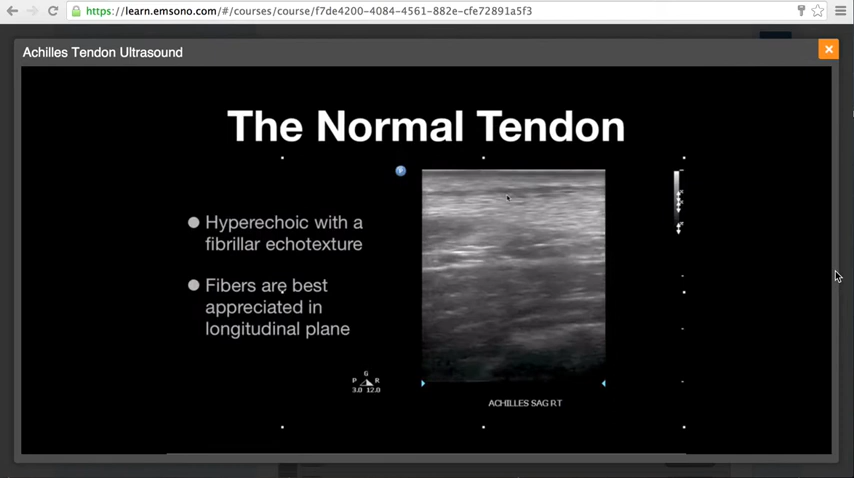 https://learn.emsono.com/#/courses/course/f7de4200-4084-4561-882e-cfe72891a5f3
Achilles Tendon Ultrasound
The Normal Tendon
P
Hyperechoic with a
fibrillar echotexture
Fibers are best
appreciated in
longitudinal plane
G
P R
3.0 12.0
ACHILLES SAG RT